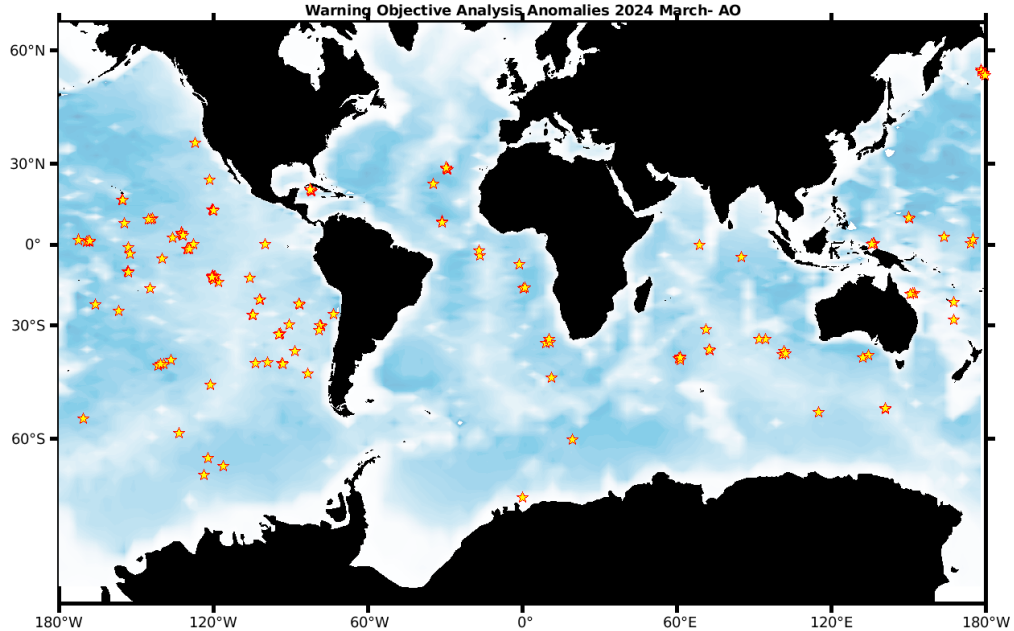 Warning Objective Analysis Anomalies 2024 March- AO
60°N
30°N
0°
30°S
60°S
180°W 120°W 60°W 0° 60°E 120°E 180°W